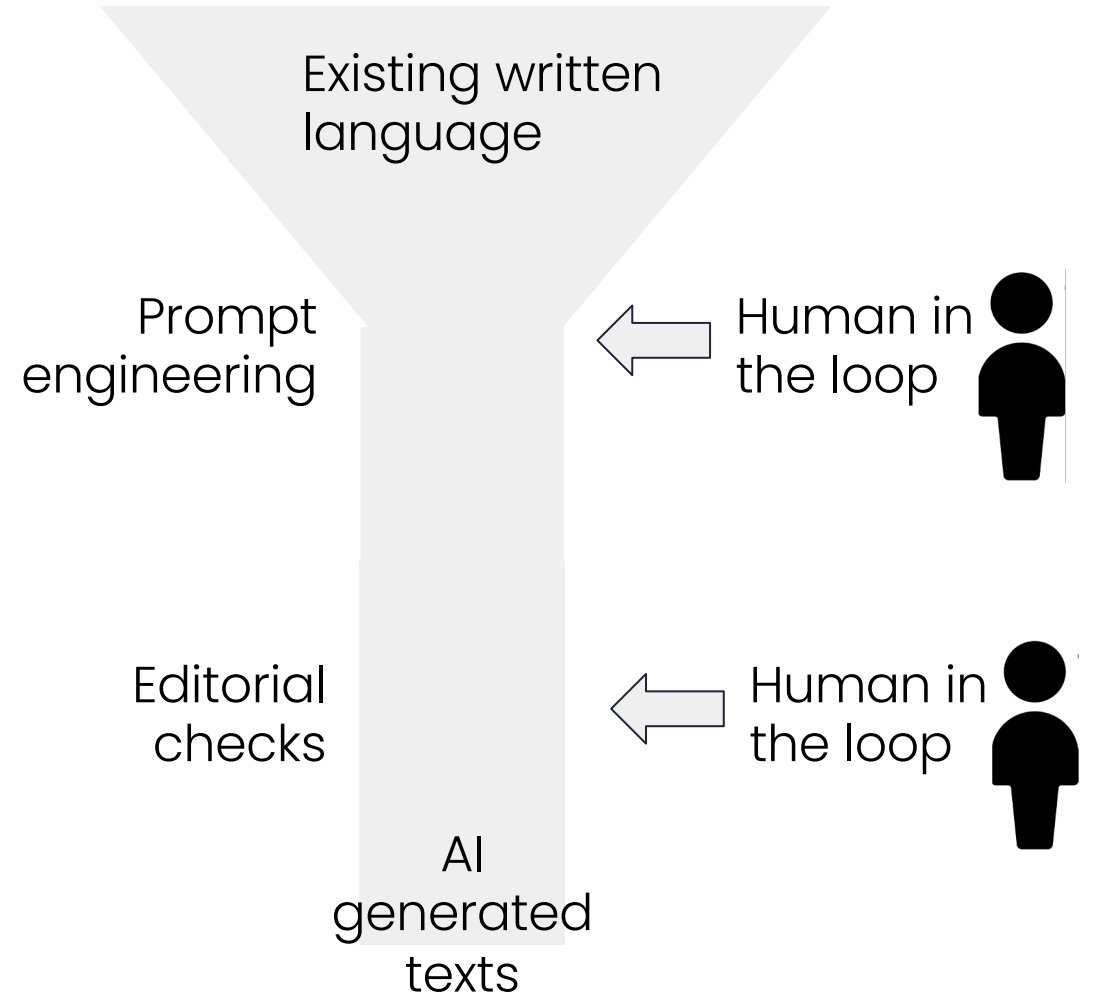 Existing written
language
Prompt
engineering
Human in
the loop
Editorial
checks
Human in
the loop
AI
generated
texts